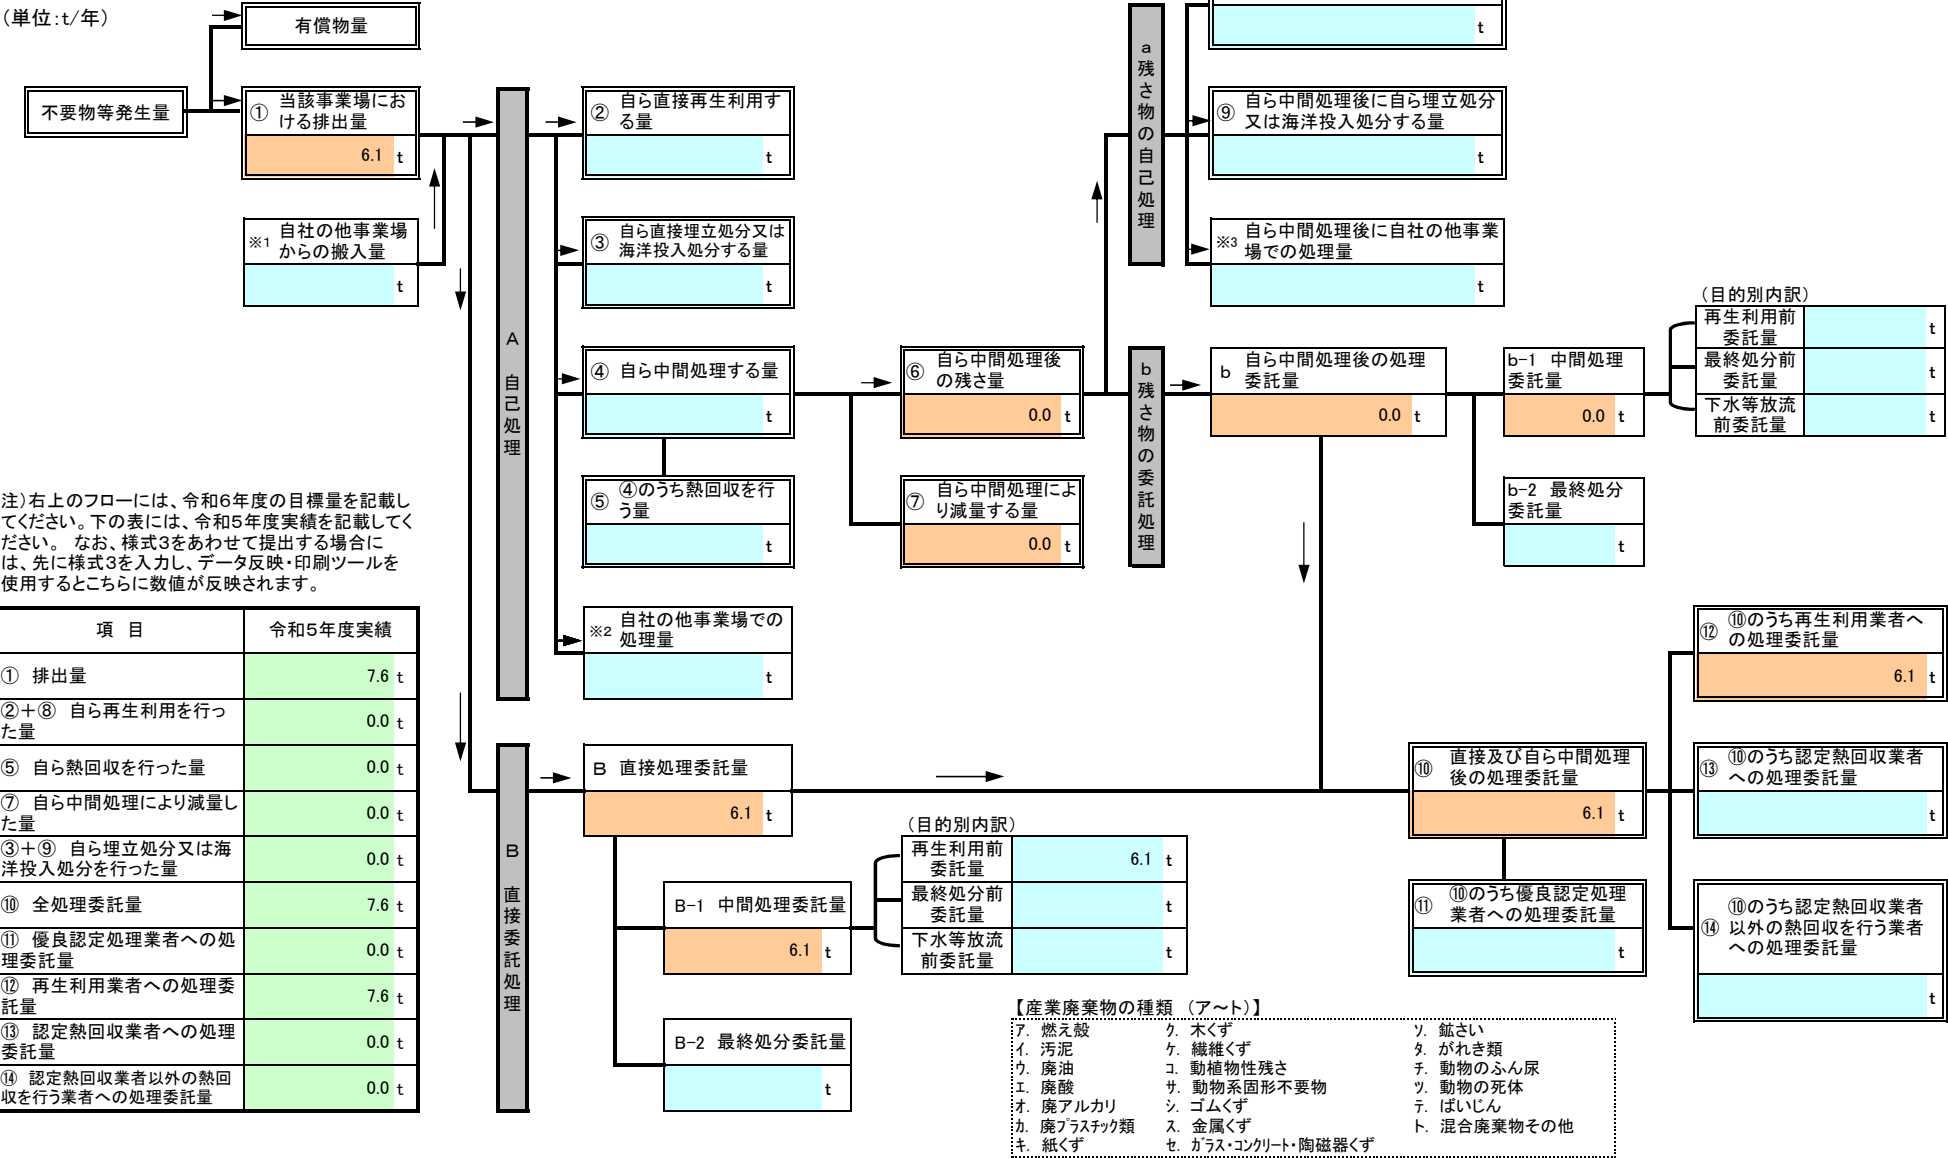 (単位:t/年)
有償物量
不要物等発生量
① 当該事業場にお
ける排出量
6.1 t
※1 自社の他事業場
からの搬入量
t
A 自己処理
② 自ら直接再生利用す
る量
t
③ 自ら直接埋立処分又は
海洋投入処分する量
t
④ 自ら中間処理する量
t
⑤ ④のうち熱回収を行
う量
t
※2 自社の他事業場での
処理量
t
⑥ 自ら中間処理後
の残さ量
0.0 t
⑦ 自ら中間処理によ
り減量する量
0.0 t
a 残さ物の自己処理
t
⑨ 自ら中間処理後に自ら埋立処分
又は海洋投入処分する量
t
※3 自ら中間処理後に自社の他事業
場での処理量
t
b 残さ物の委託処理
b 自ら中間処理後の処理
委託量
0.0 t
b-1 中間処理
委託量
0.0 t
b-2 最終処分
委託量
t
(目的別内訳)
再生利用前
委託量
t
最終処分前
委託量
t
下水等放流
前委託量
t
注)右上のフローには、令和6年度の目標量を記載し
てください。下の表には、令和5年度実績を記載してく
ださい。 なお、様式3をあわせて提出する場合に
は、先に様式3を入力し、データ反映・印刷ツールを
使用するとこちらに数値が反映されます。
項 目 令和5年度実績
① 排出量 7.6 t
②+⑧ 自ら再生利用を行っ
た量 0.0 t
⑤ 自ら熱回収を行った量 0.0 t
⑦ 自ら中間処理により減量し
た量 0.0 t
③+⑨ 自ら埋立処分又は海
洋投入処分を行った量 0.0 t
⑩ 全処理委託量 7.6 t
⑪ 優良認定処理業者への処
理委託量 0.0 t
⑫ 再生利用業者への処理委
託量 7.6 t
⑬ 認定熱回収業者への処理
委託量 0.0 t
⑭ 認定熱回収業者以外の熱回
収を行う業者への処理委託量 0.0 t
B 直接委託処理
B 直接処理委託量
6.1 t
B-1 中間処理委託量
6.1 t
B-2 最終処分委託量
t
(目的別内訳)
再生利用前
委託量
6.1 t
最終処分前
委託量
t
下水等放流
前委託量
t
⑩ 直接及び自ら中間処理
後の処理委託量
6.1 t
⑪ ⑩のうち優良認定処理
業者への処理委託量
t
⑫ ⑩のうち再生利用業者へ
の処理委託量
6.1 t
⑬ ⑩のうち認定熱回収業者
への処理委託量
t
⑭ ⑩のうち認定熱回収業者
以外の熱回収を行う業者
への処理委託量
t
【産業廃棄物の種類 (ア~ト)】
ア. 燃え殻 ク. 木くず ソ. 鉱さい
イ. 汚泥 ケ. 繊維くず タ. がれき類
ウ. 廃油 コ. 動植物性残さ チ. 動物のふん尿
エ. 廃酸 サ. 動物系固形不要物 ツ. 動物の死体
オ. 廃アルカリ シ. ゴムくず テ. ばいじん
カ. 廃プラスチック類 ス. 金属くず ト. 混合廃棄物その他
キ. 紙くず セ. ガラス・コンクリート・陶磁器くず